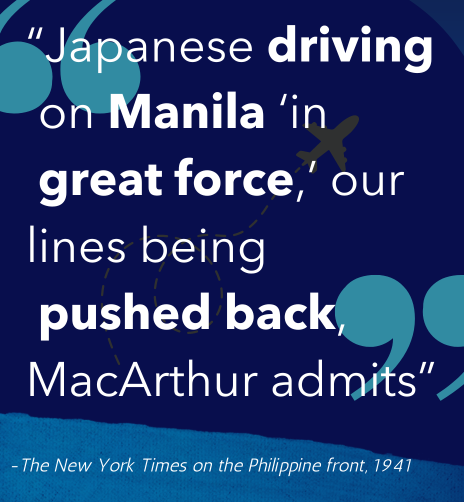 “Japanese driving
on Manila ‘in
great force,’ our
lines being
pushed back,
MacArthur admits”
-The New York Times on the Philippine front, 1941